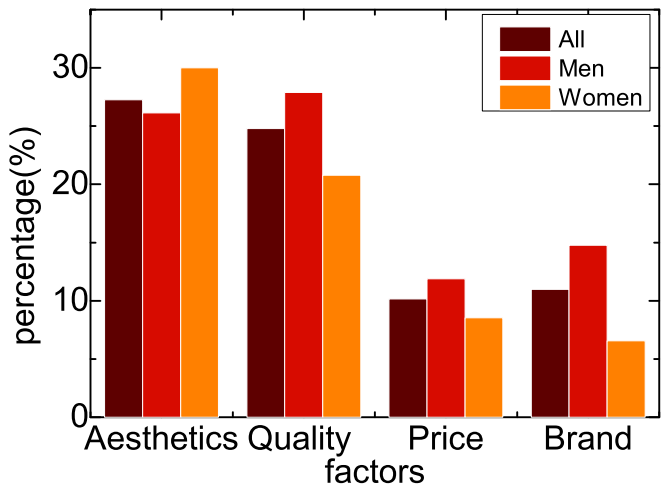 All
Men
Women
30
20
10
0
percentage(%)
Aesthetics Quality Price Brand
factors